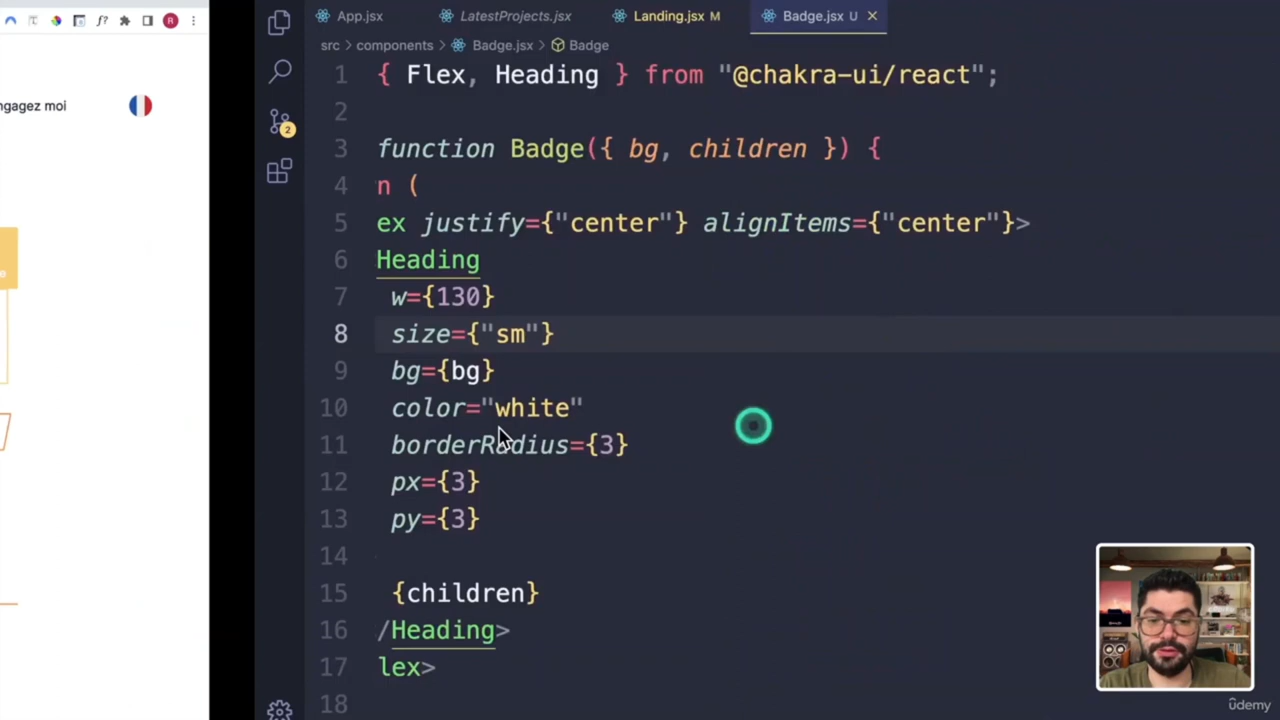 ngagez moi
e
App.jsx
LatestProjects.jsx
Landing.jsx M
Badge.jsx U
src > components > Badge.jsx > Badge
1 { Flex, Heading } from "@chakra-ui/react";
2
3 function Badge({ bg, children }) {
4 n (
5 ex justify={"center"} alignItems={"center"}>
6 Heading
7 w={130}
8 size={"sm"}
9 bg={bg}
10 color="white"
11 borderRadius={3}
12 px={3}
13 py={3}
14
15 {children}
16 /Heading>
17 lex>
18
2
f?
R
ûdemy